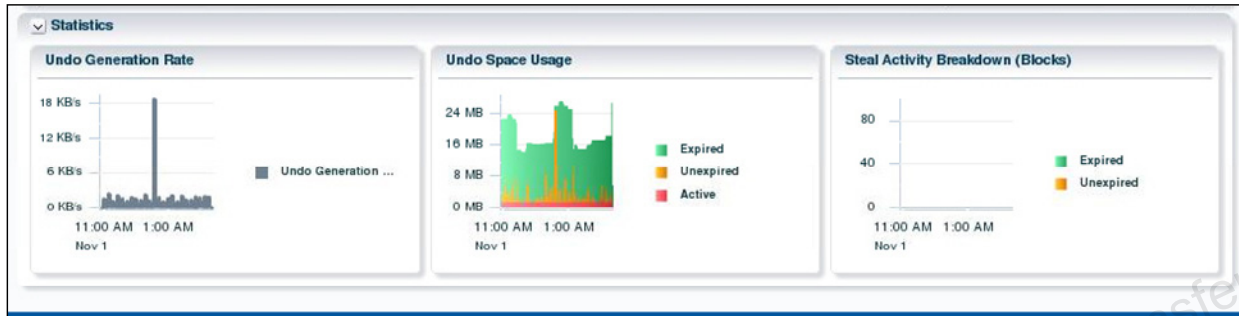 Statistics
Undo Generation Rate
18 KB/s
12 KB/s
6 KB/s
0 KB/s
11:00 AM 1:00 AM
Nov 1
Undo Generation ...
Undo Space Usage
24 MB
16 MB
8 MB
0 MB
11:00 AM 1:00 AM
Nov 1
Expired
Unexpired
Active
Steal Activity Breakdown (Blocks)
80
40
0
11:00 AM 1:00 AM
Nov 1
Expired
Unexpired